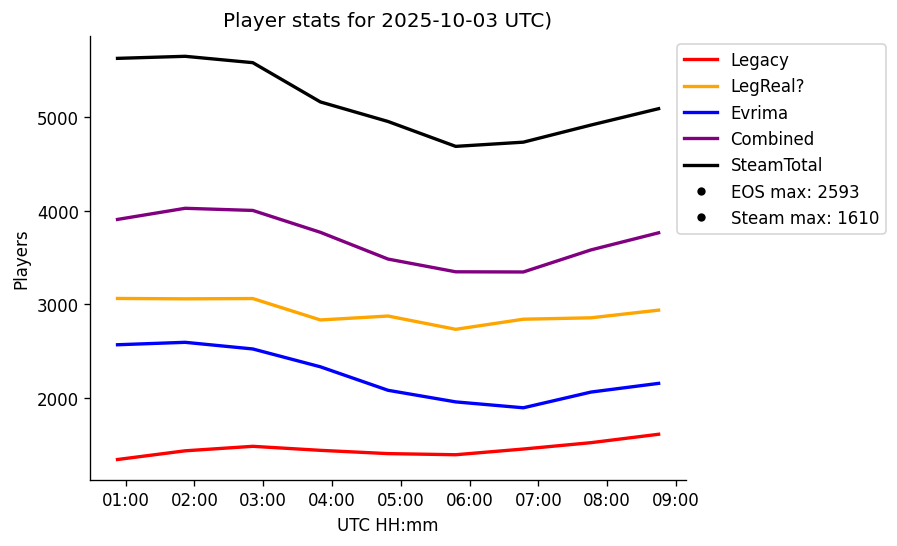 Player stats for 2025-10-03 UTC)
Legacy
LegReal?
Evrima
Combined
SteamTotal
EOS max: 2593
Steam max: 1610
Players
5000
4000
3000
2000
01:00 02:00 03:00 04:00 05:00 06:00 07:00 08:00 09:00
UTC HH:mm